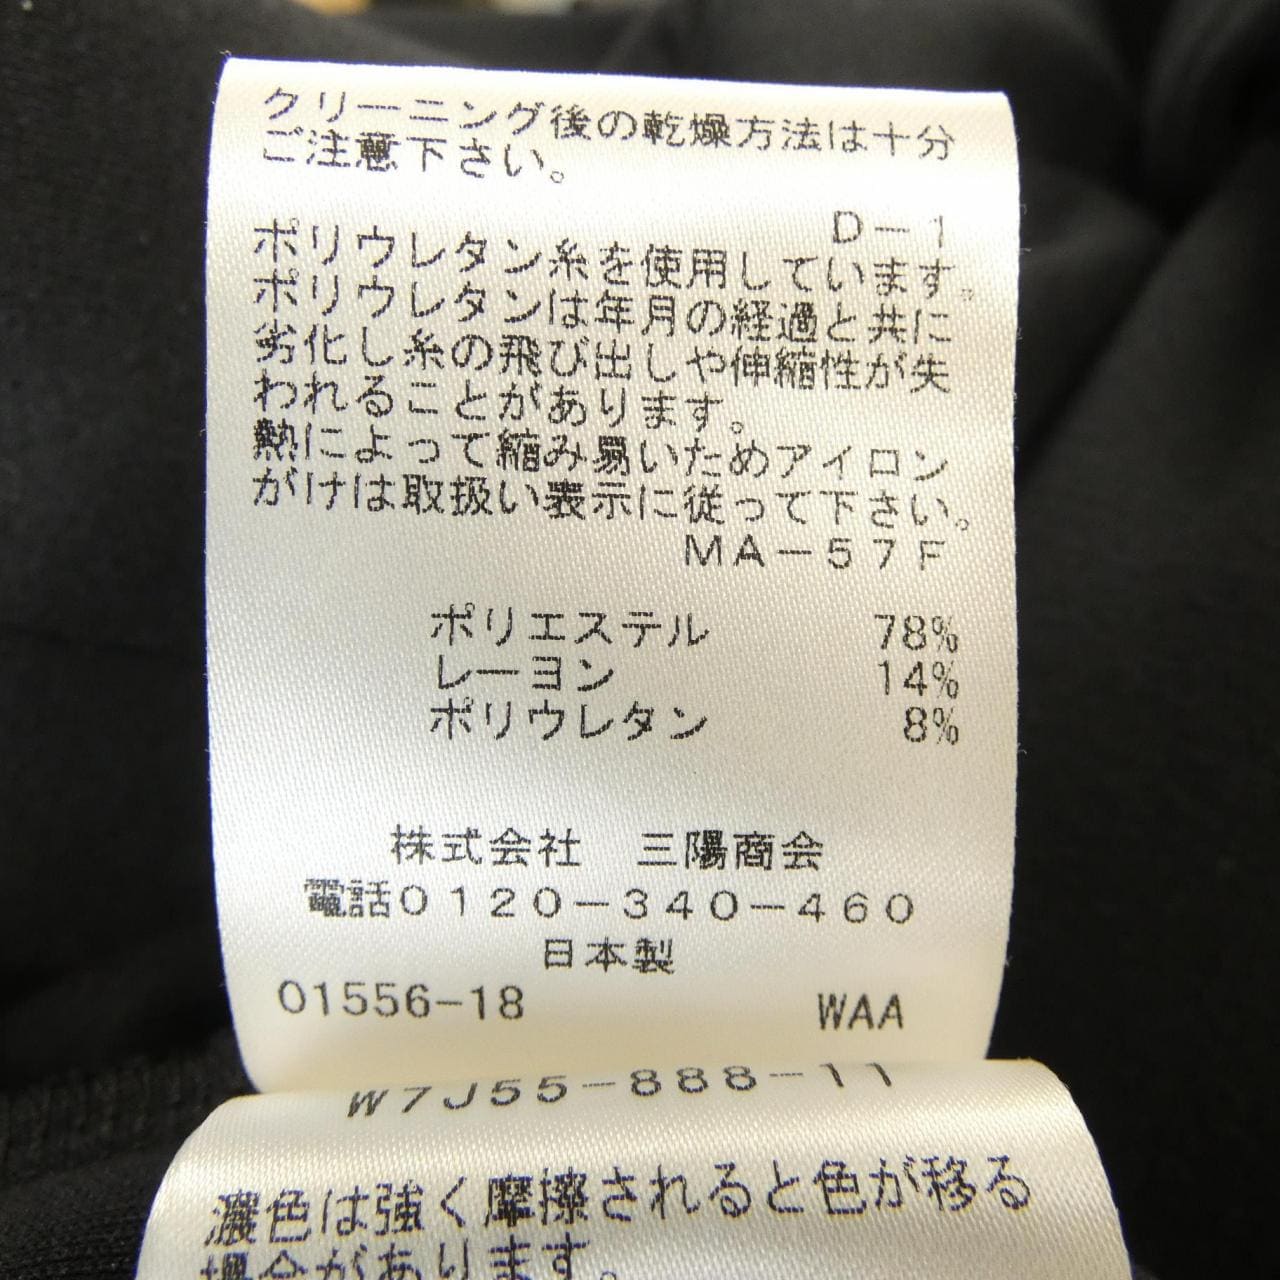 クリーニング後の乾燥方法は十分
ご注意下さい。
D－1
ポリウレタン糸を使用しています。
ポリウレタンは年月の経過と共に
劣化し糸の飛び出しや伸縮性が失
われることがあります。
熱によって縮み易いためアイロン
がけは取扱い表示に従って下さい。
MA－57F
ポリエステル 78%
レーヨン 14%
ポリウレタン 8%
株式会社 三陽商会
電話0120－340－460
日本製
01556-18 WAA
W7J55-888-11
濃色は強く摩擦されると色が移る
場合があります。